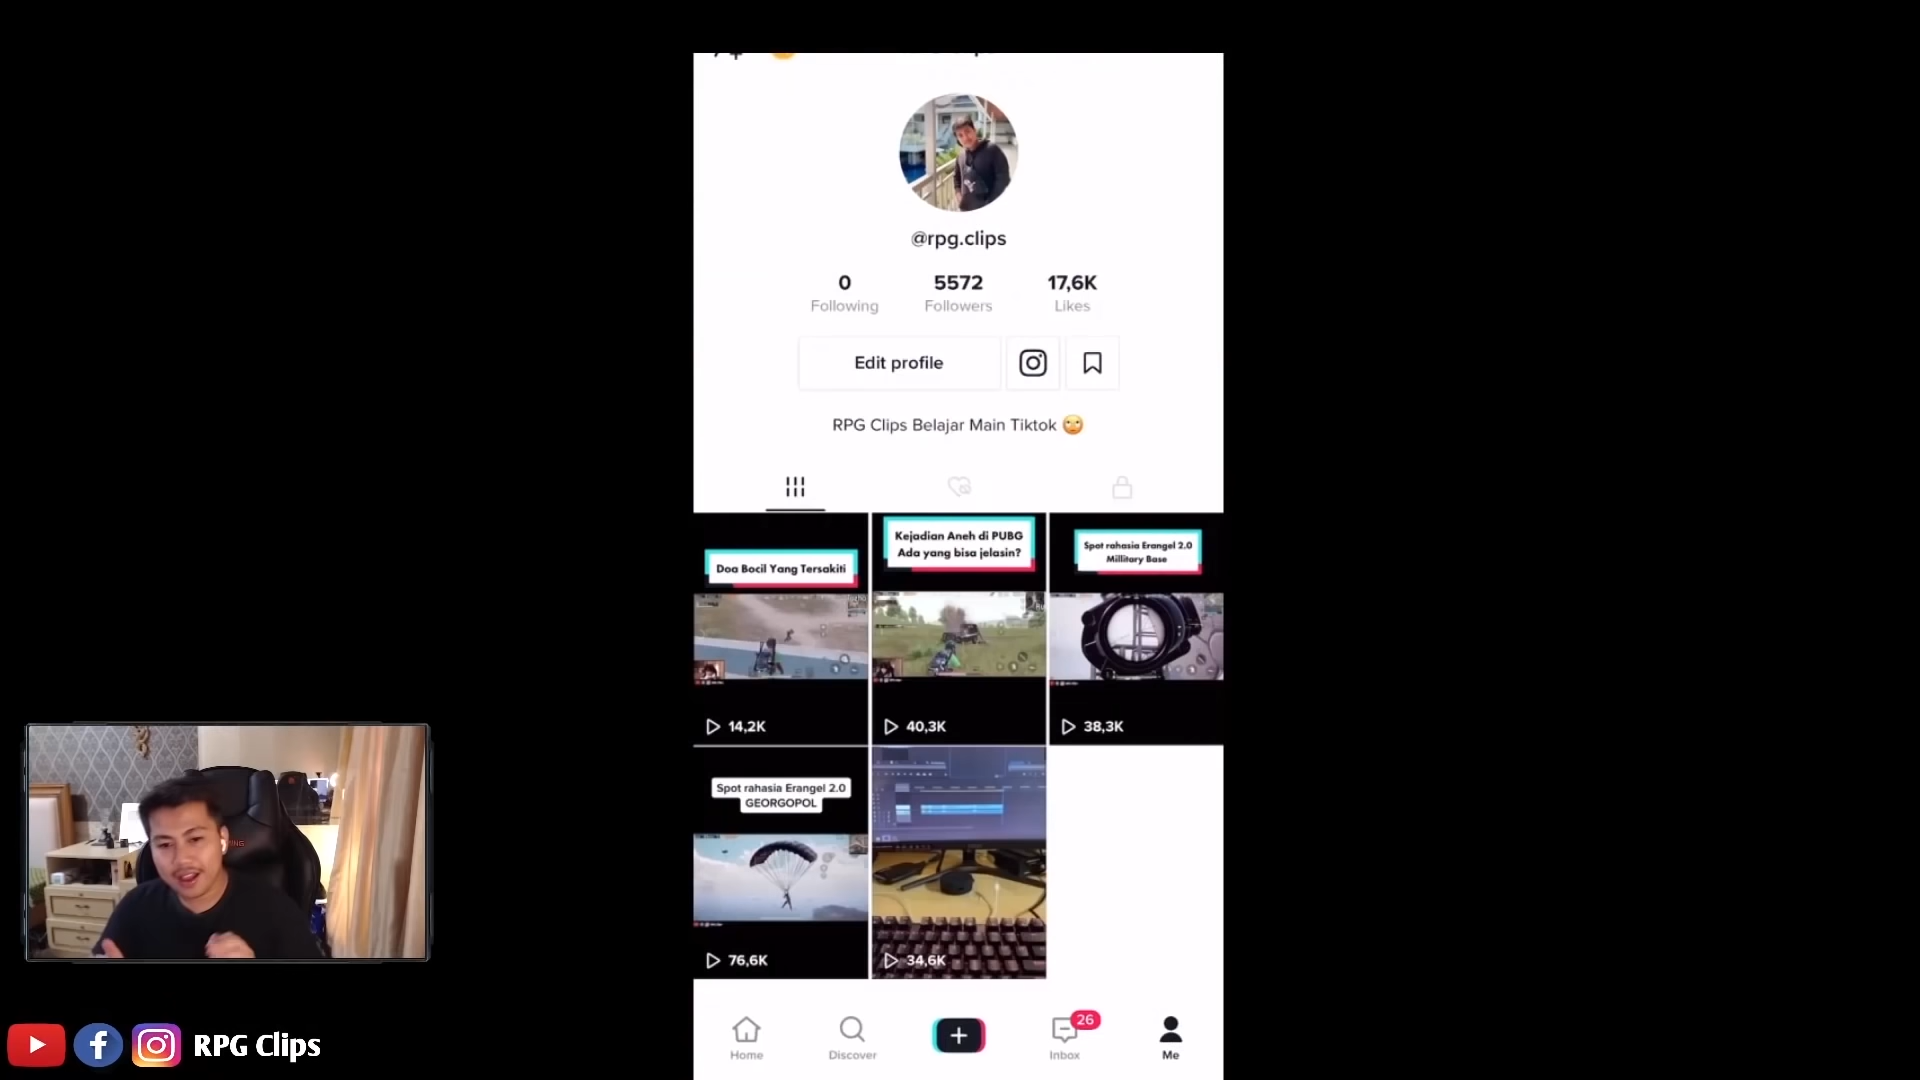 @rpg.clips
0 5572 17,6K
Following Followers Likes
Edit profile
RPG Clips Belajar Main Tiktok
Doa Bocil Yang Tersakiti
14,2K
Kejadian Aneh di PUBG
Ada yang bisa jelasin?
40,3K
Spot rahasia Erangel 2.0
Millitary Base
38,3K
Spot rahasia Erangel 2.0
GEORGOPOL
76,6K
34,6K
Home
Discover
26
Inbox
Me
RPG Clips